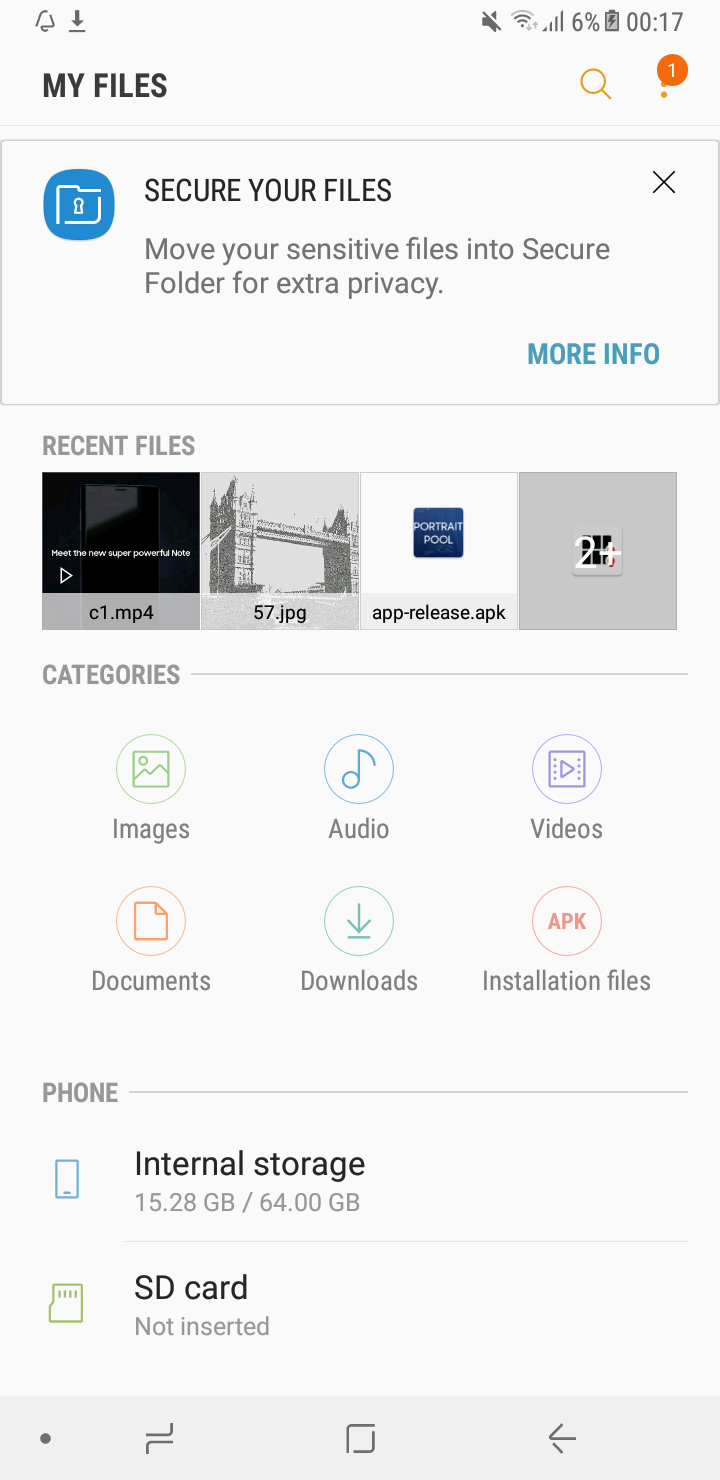 6% 00:17
MY FILES
1
SECURE YOUR FILES
Move your sensitive files into Secure
Folder for extra privacy.
MORE INFO
RECENT FILES
Meet the new super powerful Note
PORTRAIT
POOL
2+
c1.mp4 57.jpg app-release.apk
CATEGORIES
Images Audio Videos
APK
Documents Downloads Installation files
PHONE
Internal storage
15.28 GB / 64.00 GB
SD card
Not inserted